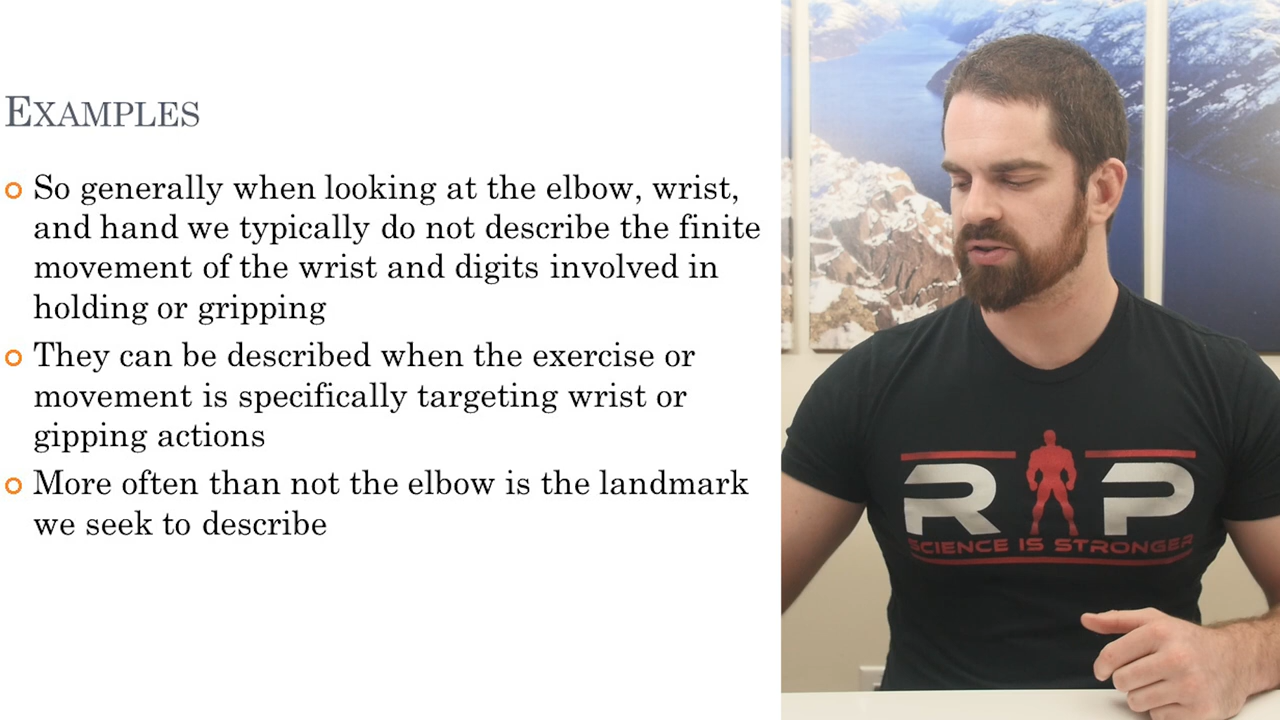 EXAMPLES
So generally when looking at the elbow, wrist,
and hand we typically do not describe the finite
movement of the wrist and digits involved in
holding or gripping
They can be described when the exercise or
movement is specifically targeting wrist or
gipping actions
More often than not the elbow is the landmark
we seek to describe
RP
SCIENCE IS STRONGER